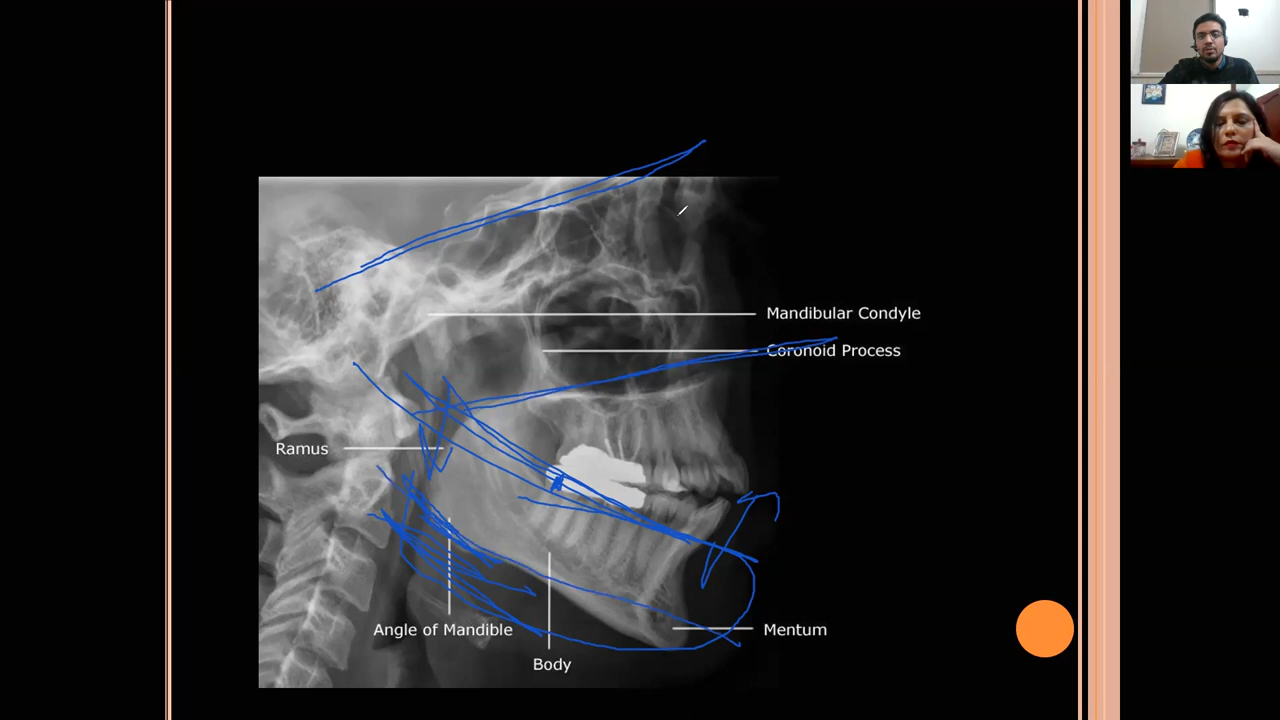 Mandibular Condyle
Coronoid Process
Ramus
Angle of Mandible
Mentum
Body